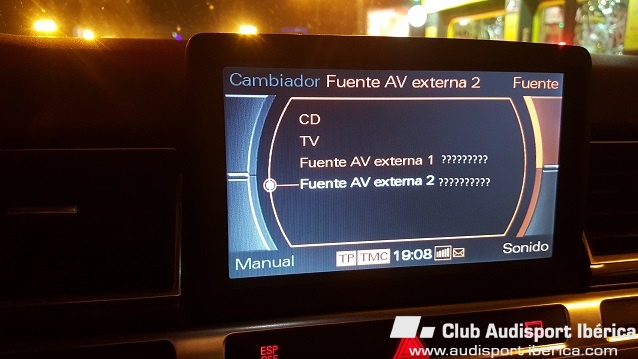 Cambiador Fuente AV externa 2 Fuente
CD
TV
Fuente AV externa 1 ?????????
Fuente AV externa 2 ??????????
Manual TP TMC 19:08 Sonido
ESP
OFF
Club Audisport Ibérica
www.audisport-iberica.com